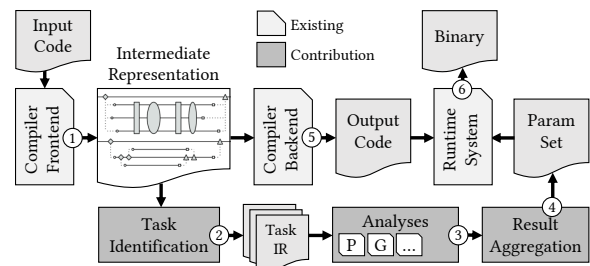 Input
Code
Intermediate
Representation
Existing
Contribution
Binary
Compiler
Frontend
1
Compiler
Backend
5
Output
Code
Runtime
System
6
Param
Set
Task
Identification
2
Task
IR
Analyses
P G ...
3
Result
Aggregation
4